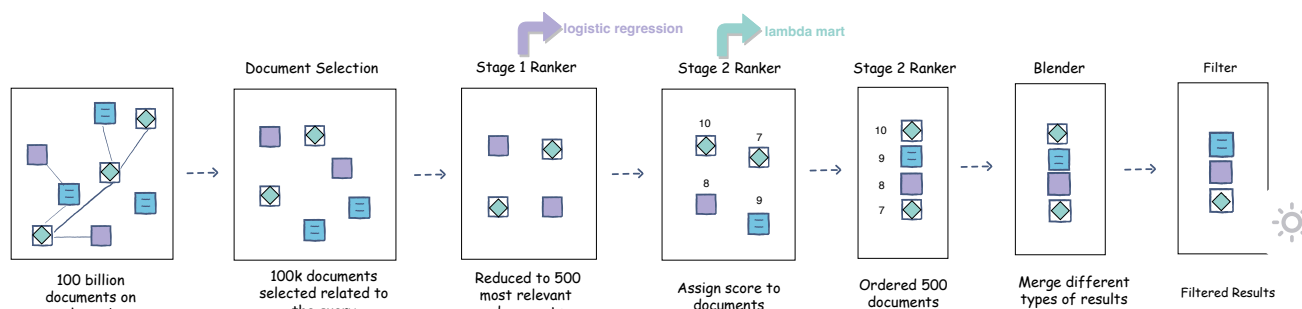 logistic regression
lambda mart
Document Selection
Stage 1 Ranker
Stage 2 Ranker
Stage 2 Ranker
Blender
Filter
10
7
8
9
10
9
8
7
100 billion
documents on
100k documents
selected related to
the query
Reduced to 500
most relevant
Assign score to
documents
Ordered 500
documents
Merge different
types of results
Filtered Results